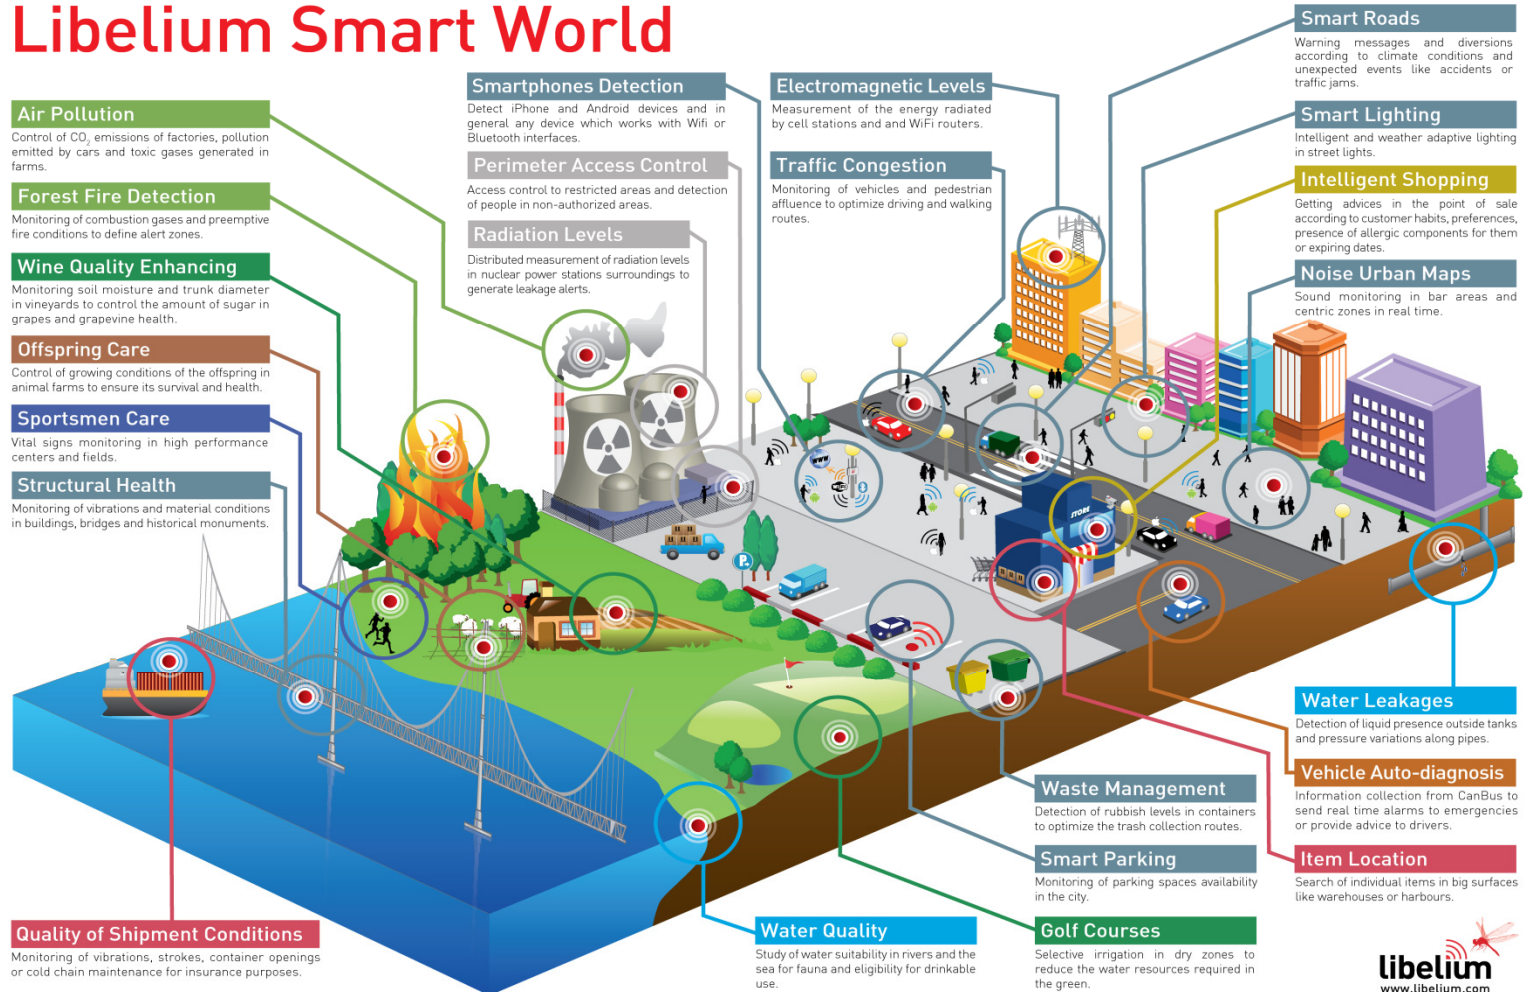 Libelium Smart World
Air Pollution
Control of CO₂ emissions of factories, pollution
emitted by cars and toxic gases generated in
farms.
Forest Fire Detection
Monitoring of combustion gases and preemptive
fire conditions to define alert zones.
Wine Quality Enhancing
Monitoring soil moisture and trunk diameter
in vineyards to control the amount of sugar in
grapes and grapevine health.
Offspring Care
Control of growing conditions of the offspring in
animal farms to ensure its survival and health.
Sportsmen Care
Vital signs monitoring in high performance
centers and fields.
Structural Health
Monitoring of vibrations and material conditions
in buildings, bridges and historical monuments.
Quality of Shipment Conditions
Monitoring of vibrations, strokes, container openings
or cold chain maintenance for insurance purposes.
Smartphones Detection
Detect iPhone and Android devices and in
general any device which works with Wifi or
Bluetooth interfaces.
Perimeter Access Control
Access control to restricted areas and detection
of people in non-authorized areas.
Radiation Levels
Distributed measurement of radiation levels
in nuclear power stations surroundings to
generate leakage alerts.
Electromagnetic Levels
Measurement of the energy radiated
by cell stations and and WiFi routers.
Traffic Congestion
Monitoring of vehicles and pedestrian
affluence to optimize driving and walking
routes.
Smart Roads
Warning messages and diversions
according to climate conditions and
unexpected events like accidents or
traffic jams.
Smart Lighting
Intelligent and weather adaptive lighting
in street lights.
Intelligent Shopping
Getting advices in the point of sale
according to customer habits, preferences,
presence of allergic components for them
or expiring dates.
Noise Urban Maps
Sound monitoring in bar areas and
centric zones in real time.
www
STORE
P
Water Leakages
Detection of liquid presence outside tanks
and pressure variations along pipes.
Vehicle Auto-diagnosis
Information collection from CanBus to
send real time alarms to emergencies
or provide advice to drivers.
Item Location
Search of individual items in big surfaces
like warehouses or harbours.
Waste Management
Detection of rubbish levels in containers
to optimize the trash collection routes.
Smart Parking
Monitoring of parking spaces availability
in the city.
Golf Courses
Selective irrigation in dry zones to
reduce the water resources required in
the green.
Water Quality
Study of water suitability in rivers and the
sea for fauna and eligibility for drinkable
use.
libelium
www.libelium.com